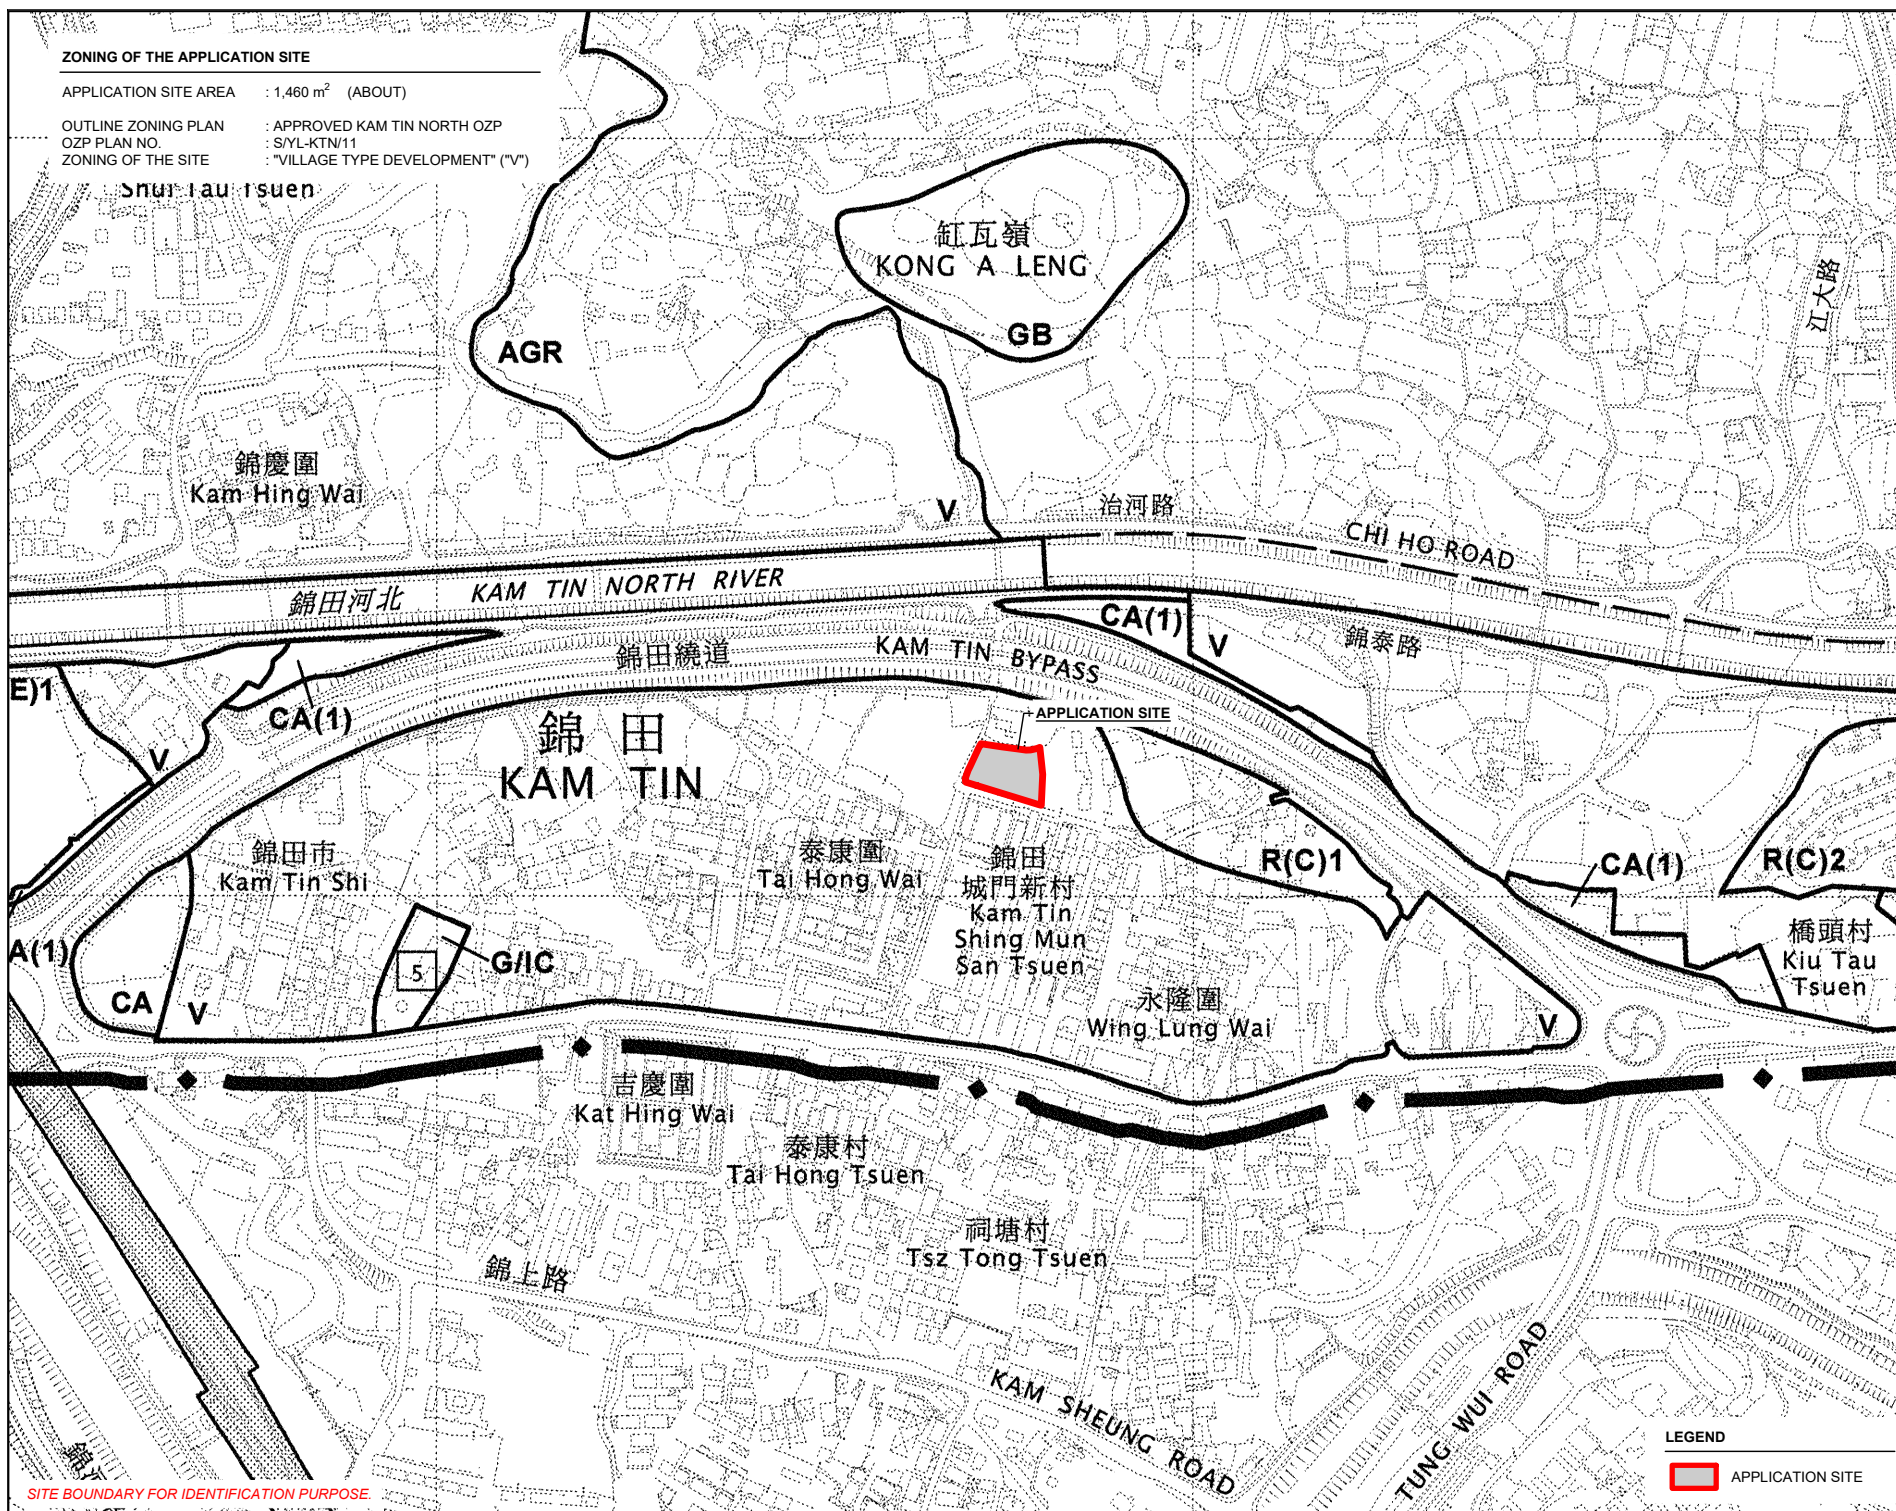 ZONING OF THE APPLICATION SITE
APPLICATION SITE AREA : 1,460 m² (ABOUT)
OUTLINE ZONING PLAN : APPROVED KAM TIN NORTH OZP
OZP PLAN NO. : S/YL-KTN/11
ZONING OF THE SITE : "VILLAGE TYPE DEVELOPMENT" ("V")
Shui Tau Tsuen
缸瓦嶺
KONG A LENG
GB
AGR
江大路
錦慶圍
Kam Hing Wai
V
治河路
CHI HO ROAD
錦田河北
KAM TIN NORTH RIVER
CA(1)
V
錦泰路
錦田繞道
KAM TIN BYPASS
E)1
CA(1)
V
APPLICATION SITE
錦田
KAM TIN
錦田市
Kam Tin Shi
泰康圍
Tai Hong Wai
錦田
城門新村
Kam Tin
Shing Mun
San Tsuen
R(C)1
CA(1)
R(C)2
橋頭村
Kiu Tau
Tsuen
A(1)
CA
V
5
G/IC
永隆圍
Wing Lung Wai
V
吉慶圍
Kat Hing Wai
泰康村
Tai Hong Tsuen
祠塘村
Tsz Tong Tsuen
錦上路
KAM SHEUNG ROAD
TUNG WUI ROAD
LEGEND
APPLICATION SITE
SITE BOUNDARY FOR IDENTIFICATION PURPOSE.